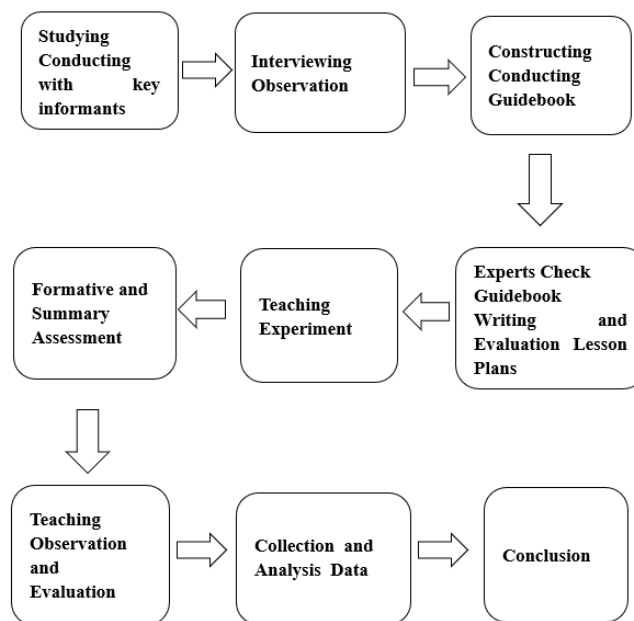 Studying
Conducting
with key
informants
Interviewing
Observation
Constructing
Conducting
Guidebook
Experts Check
Guidebook
Writing and
Evaluation Lesson
Plans
Teaching
Experiment
Formative and
Summary
Assessment
Teaching
Observation
and
Evaluation
Collection and
Analysis Data
Conclusion